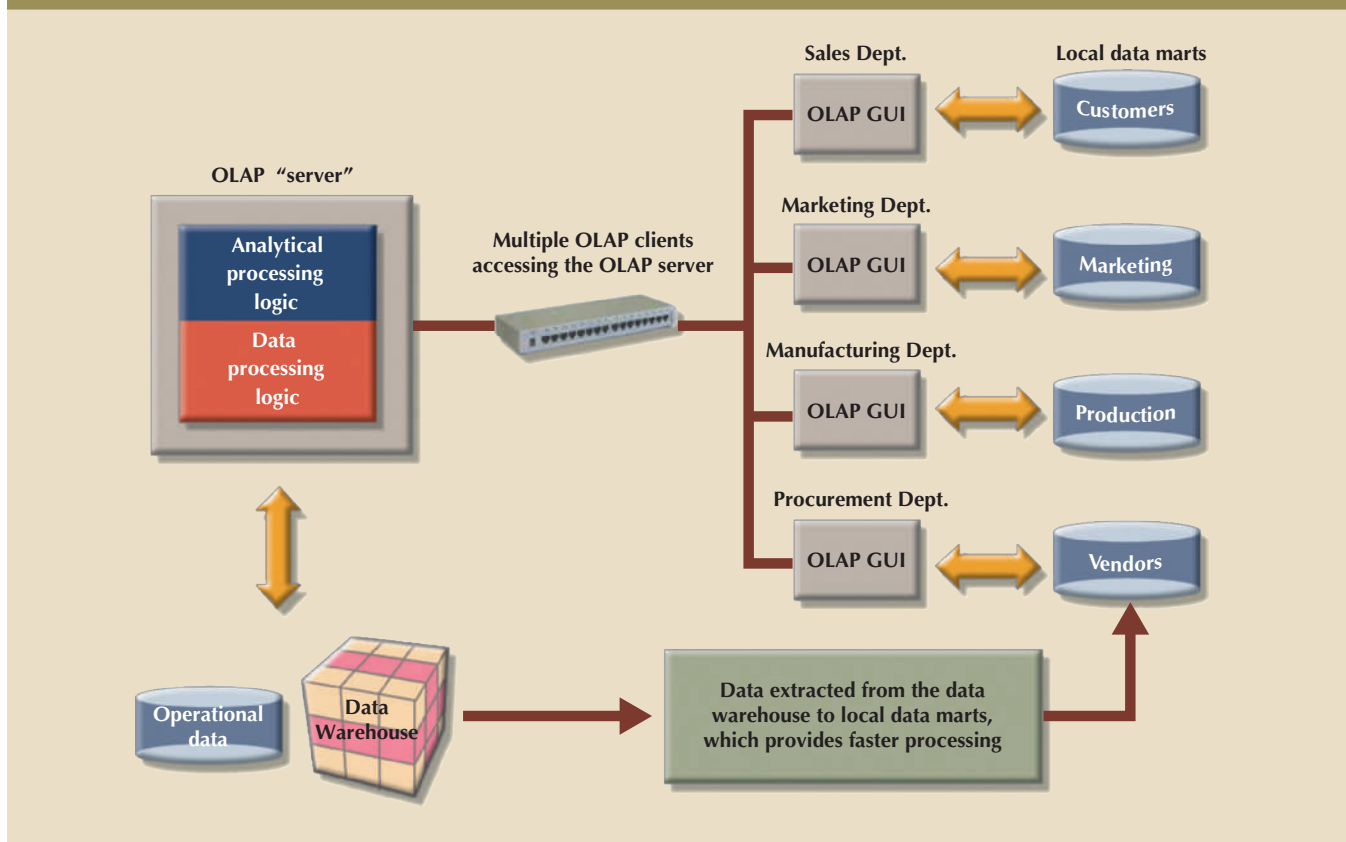 Sales Dept.
Local data marts
OLAP GUI
Customers
OLAP “server”
Analytical
processing
logic
Data
processing
logic
Multiple OLAP clients
accessing the OLAP server
Marketing Dept.
OLAP GUI
Marketing
Manufacturing Dept.
OLAP GUI
Production
Procurement Dept.
OLAP GUI
Vendors
Operational
data
Data
Warehouse
Data extracted from the data
warehouse to local data marts,
which provides faster processing